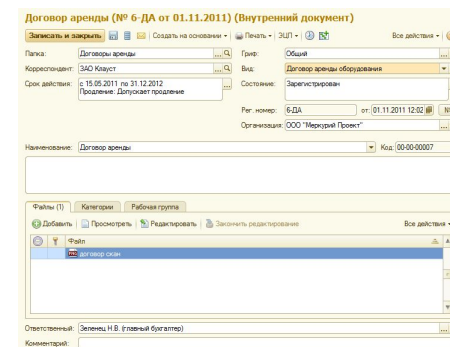 Договор аренды (№ 6-ДА от 01.11.2011) (Внутренний документ)
Записать и закрыть Создать на основании Печать ЭЦП Все действия
Папка: Договоры аренды Гриф: Общий
Корреспондент: ЗАО Клауст Вид: Договор аренды оборудования
Срок действия: с 15.05.2011 по 31.12.2012 Состояние: Зарегистрирован
Продление: Допускает продление
Рег. номер: 6-ДА от: 01.11.2011 12:02
Организация: ООО "Меркурий Проект"
Наименование: Договор аренды Код: 00-00-00007
Файлы (1) Категории Рабочая группа
Добавить Просмотреть Редактировать Закончить редактирование Все действия
Файл
договор скан
Ответственный: Зеленец Н.В. (главный бухгалтер)
Комментарий: